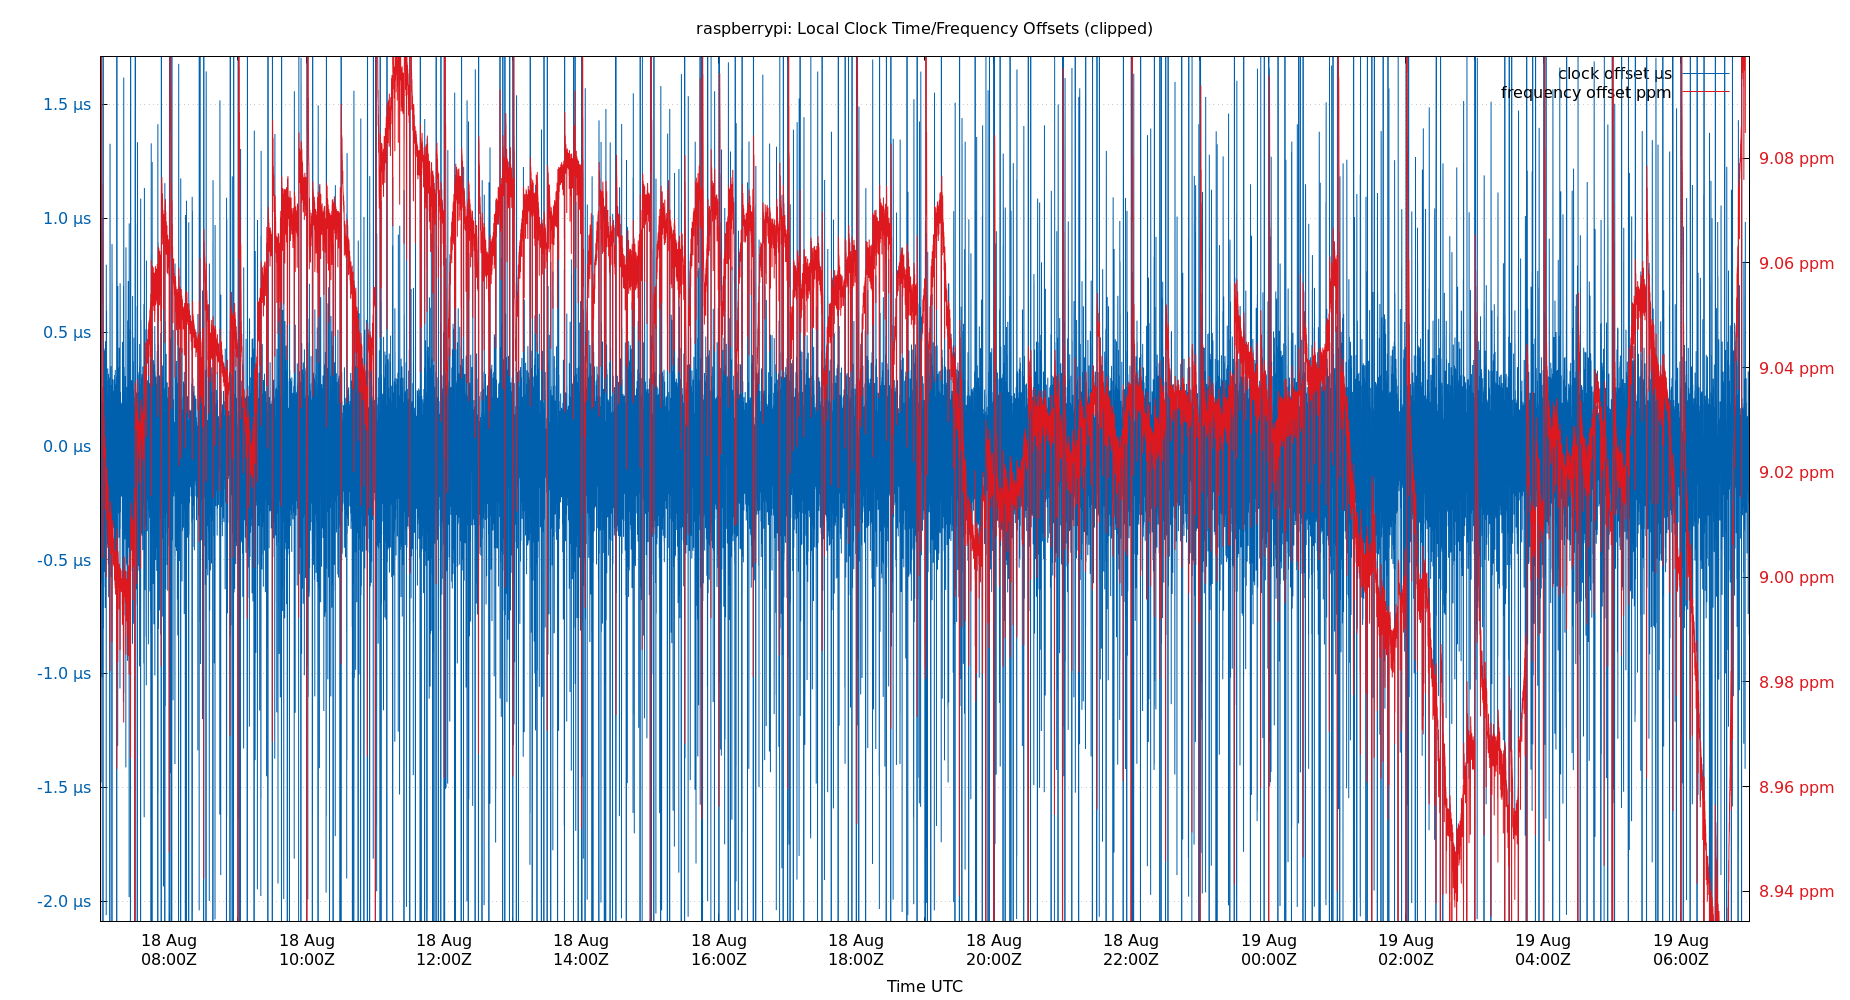 raspberrypi: Local Clock Time/Frequency Offsets (clipped)
clock offset µs
frequency offset ppm
1.5 µs
1.0 µs
0.5 µs
0.0 µs
-0.5 µs
-1.0 µs
-1.5 µs
-2.0 µs
9.08 ppm
9.06 ppm
9.04 ppm
9.02 ppm
9.00 ppm
8.98 ppm
8.96 ppm
8.94 ppm
18 Aug 18 Aug 18 Aug 18 Aug 18 Aug 18 Aug 18 Aug 18 Aug 19 Aug 19 Aug 19 Aug 19 Aug
08:00Z 10:00Z 12:00Z 14:00Z 16:00Z 18:00Z 20:00Z 22:00Z 00:00Z 02:00Z 04:00Z 06:00Z
Time UTC